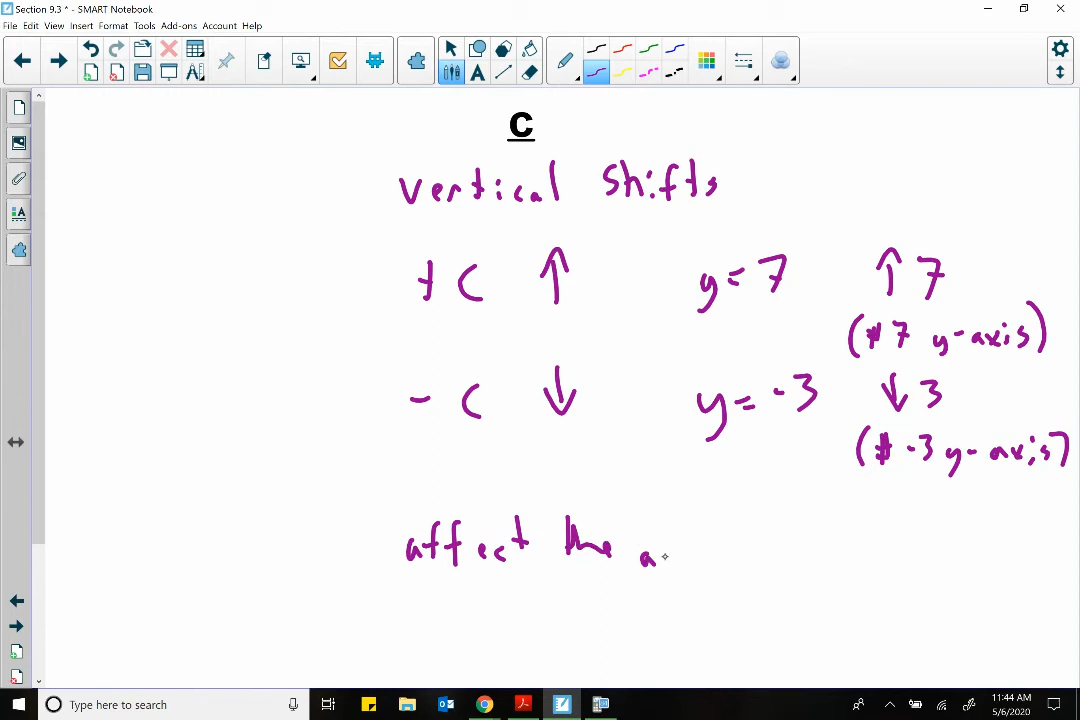 Section 9.3 * - SMART Notebook
File Edit View Insert Format Tools Add-ons Account Help
C
vertical shifts
+ C ↑ y = 7 ↑ 7
(# 7 y-axis)
- C ↓ y = -3 ↓ 3
(# -3 y-axis)
affect the a
Type here to search
11:44 AM
5/6/2020